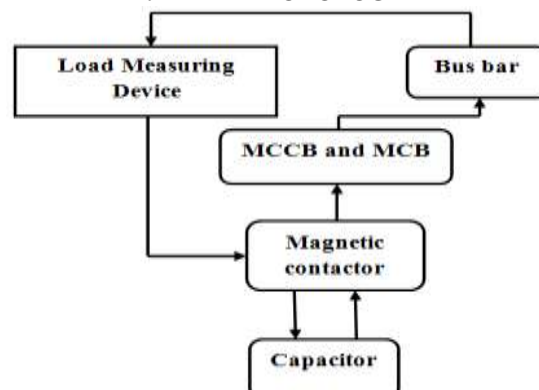 Load Measuring
Device
Bus bar
MCCB and MCB
Magnetic
contactor
Capacitor